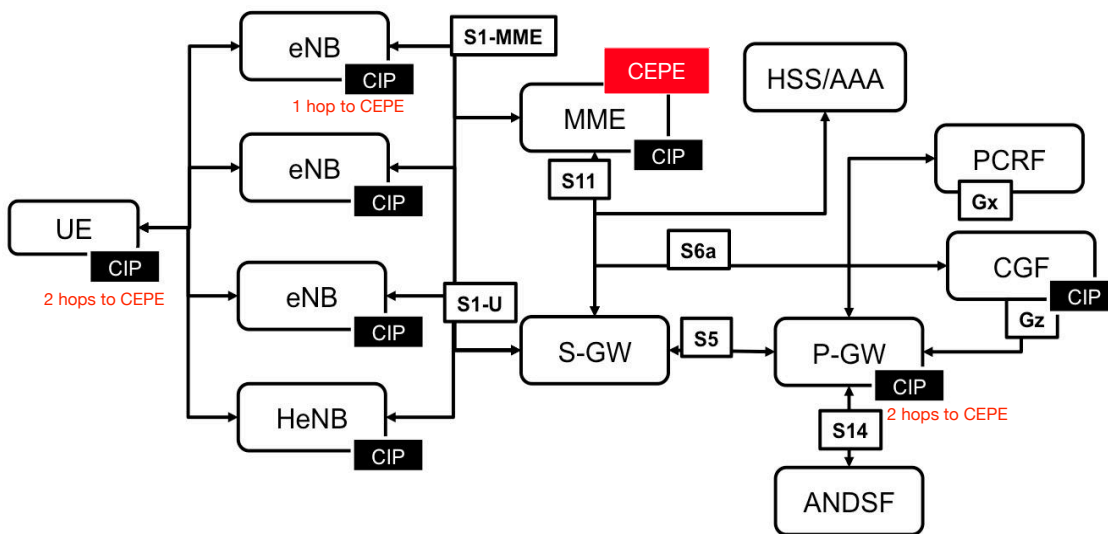 eNB
CIP
1 hop to CEPE
S1-MME
CEPE
MME
CIP
HSS/AAA
eNB
CIP
S11
PCRF
Gx
UE
CIP
2 hops to CEPE
S6a
CGF
CIP
Gz
eNB
CIP
S1-U
S-GW
S5
P-GW
CIP
2 hops to CEPE
HeNB
CIP
S14
ANDSF